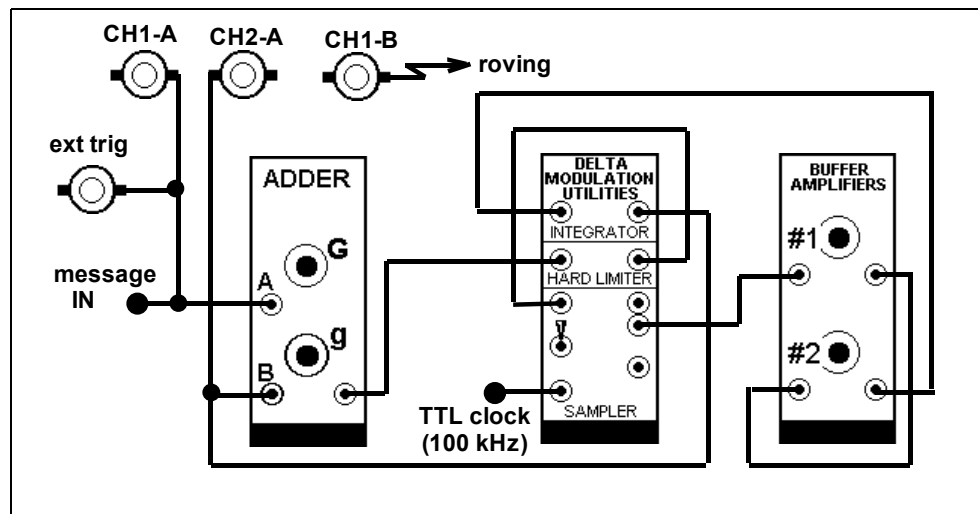 CH1-A
CH2-A
CH1-B
roving
ext trig
ADDER
DELTA
MODULATION
UTILITIES
BUFFER
AMPLIFIERS
G
INTEGRATOR
#1
message
IN
A
HARD LIMITER
g
#2
B
TTL clock
(100 kHz)
SAMPLER